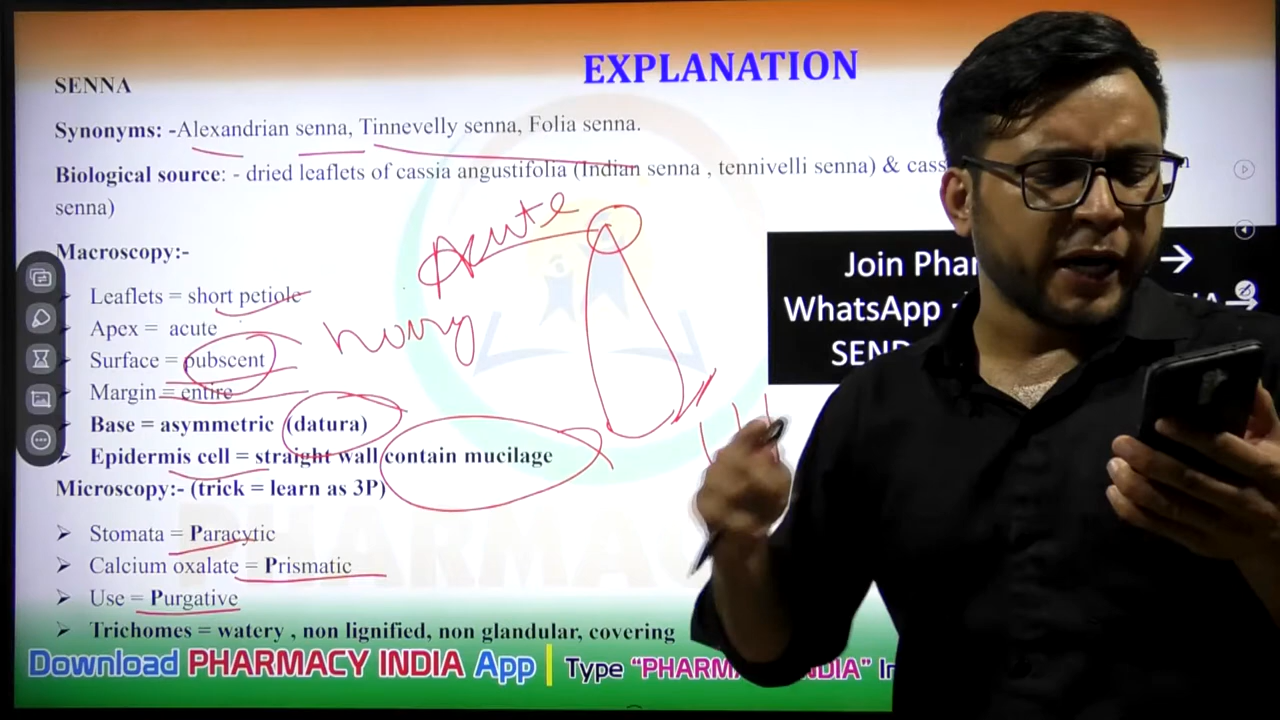 EXPLANATION
SENNA
Synonyms: -Alexandrian senna, Tinnevelly senna, Folia senna.
Biological source: - dried leaflets of cassia angustifolia (Indian senna , tennivelli senna) & cass
senna)
Macroscopy:-
Leaflets = short petiole
Apex = acute
Surface = pubscent
Margin = entire
Base = asymmetric (datura)
Epidermis cell = straight wall contain mucilage
Microscopy:- (trick = learn as 3P)
Stomata = Paracytic
Calcium oxalate = Prismatic
Use = Purgative
Trichomes = watery , non lignified, non glandular, covering
Acute
Join Phar
WhatsApp
SEND
PHARMAC
Download PHARMACY INDIA App | Type "PHARM DIA" In